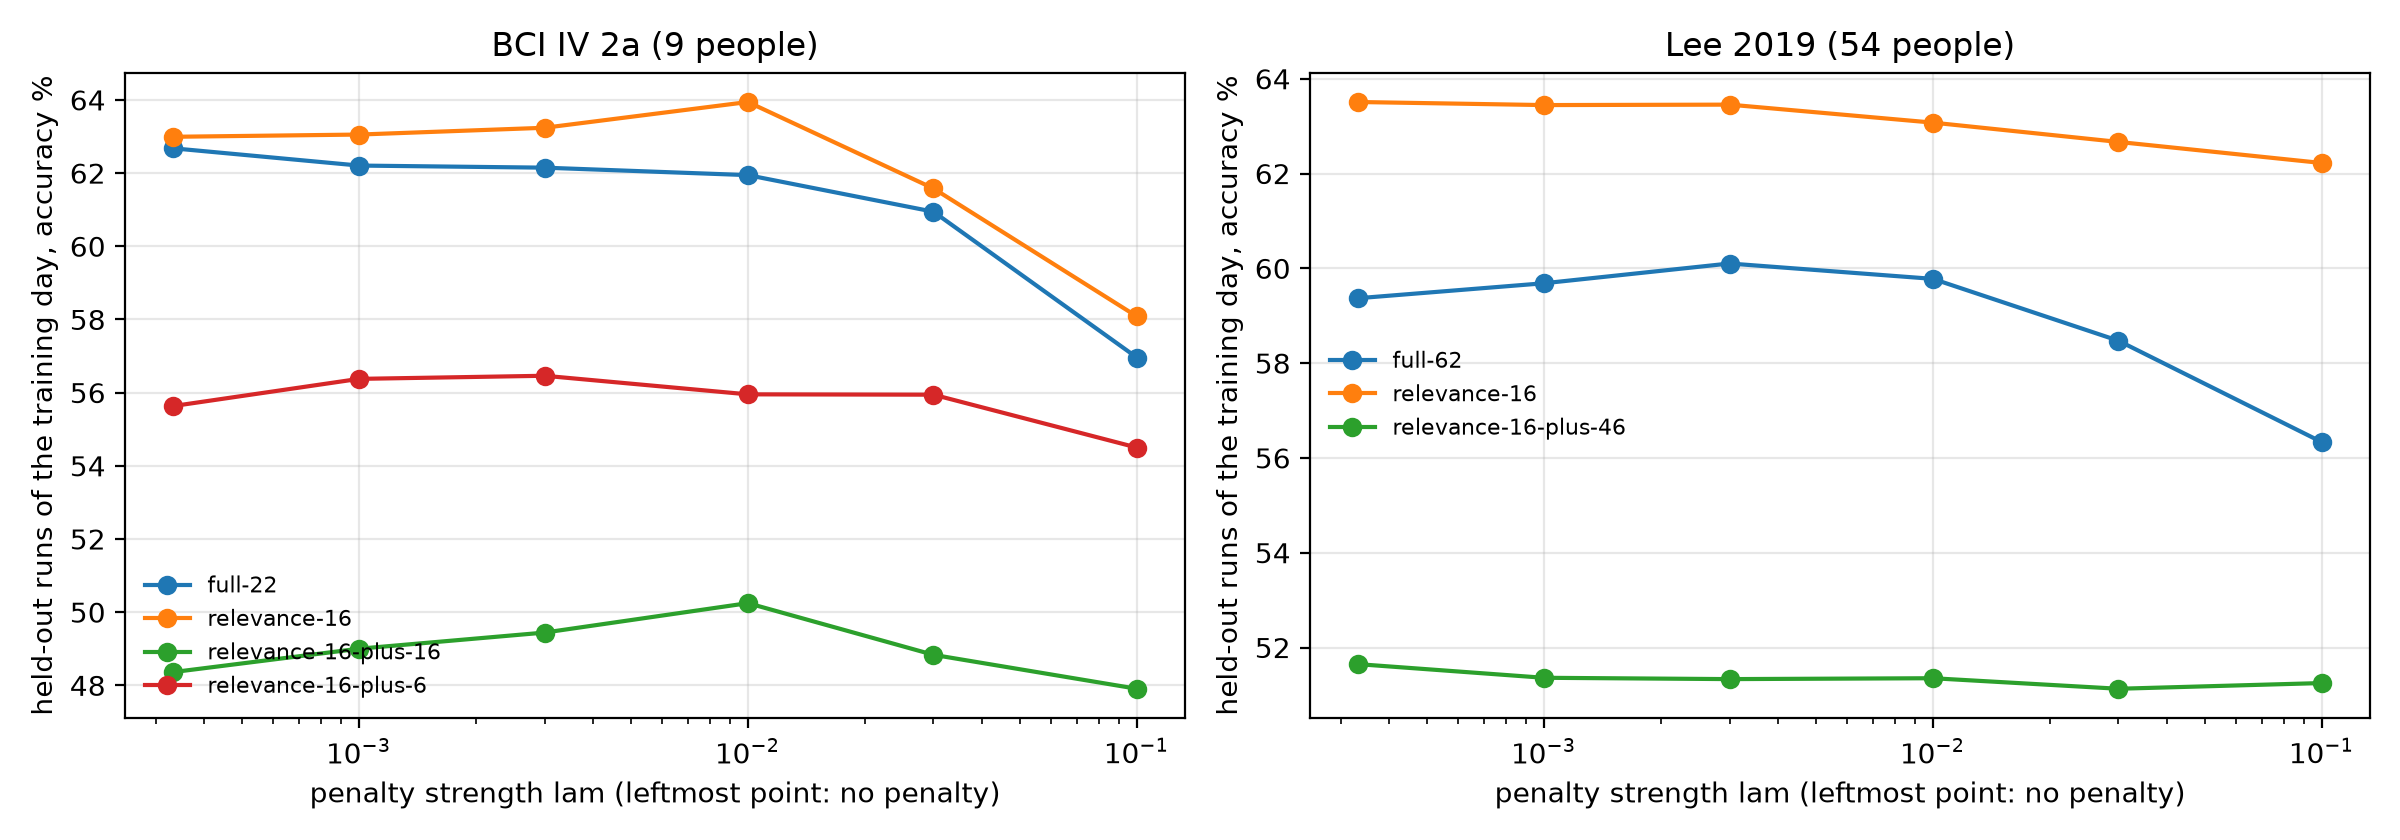 BCI IV 2a (9 people)
held-out runs of the training day, accuracy %
64
62
60
58
56
54
52
50
48
full-22
relevance-16
relevance-16-plus-16
relevance-16-plus-6
10⁻³
10⁻²
10⁻¹
penalty strength lam (leftmost point: no penalty)
Lee 2019 (54 people)
held-out runs of the training day, accuracy %
64
62
60
58
56
54
52
full-62
relevance-16
relevance-16-plus-46
10⁻³
10⁻²
10⁻¹
penalty strength lam (leftmost point: no penalty)